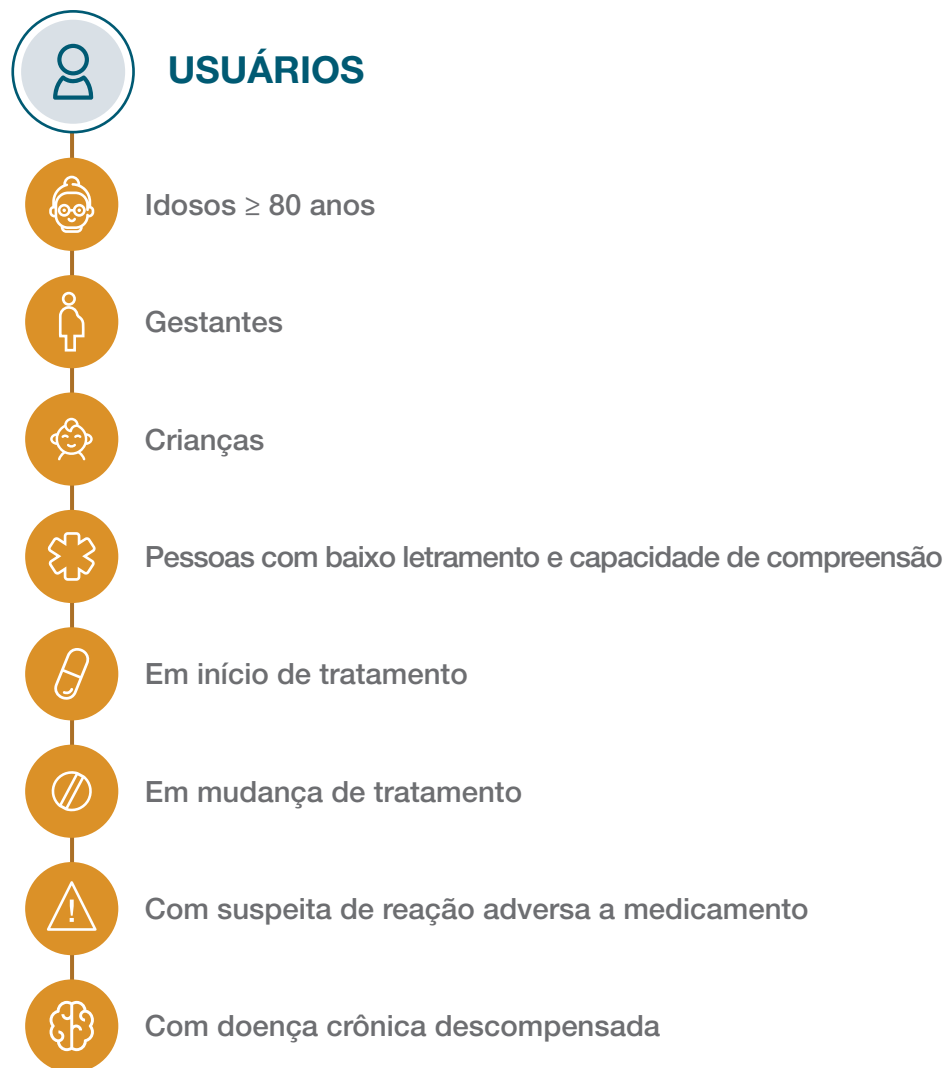 USUÁRIOS
Idosos ≥ 80 anos
Gestantes
Crianças
Pessoas com baixo letramento e capacidade de compreensão
Em início de tratamento
Em mudança de tratamento
Com suspeita de reação adversa a medicamento
Com doença crônica descompensada